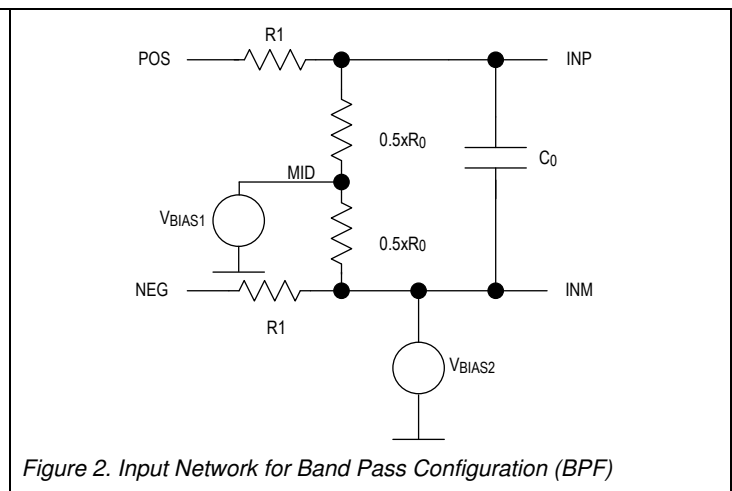 R1
POS
INP
0.5xR0
C0
MID
VBIAS1
0.5xR0
NEG
INM
R1
VBIAS2
Figure 2. Input Network for Band Pass Configuration (BPF)